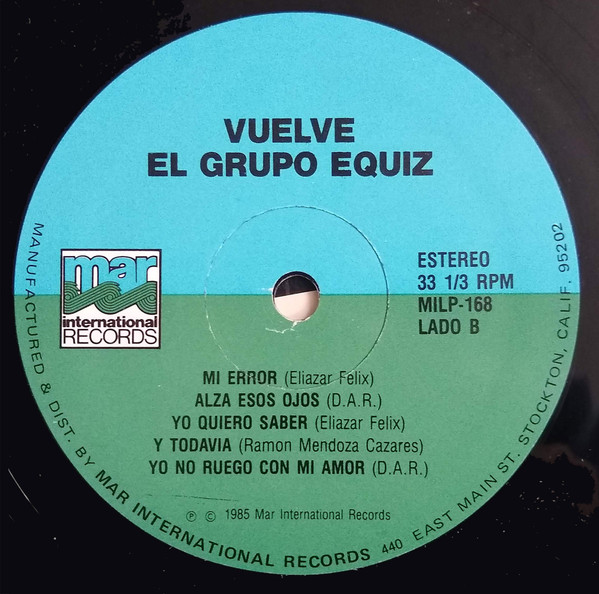 VUELVE
EL GRUPO EQUIZ
mar
international
RECORDS
ESTEREO
33 1/3 RPM
MILP-168
LADO B
MI ERROR (Eliazar Felix)
ALZA ESOS OJOS (D.A.R.)
YO QUIERO SABER (Eliazar Felix)
Y TODAVIA (Ramon Mendoza Cazares)
YO NO RUEGO CON MI AMOR (D.A.R.)
℗ © 1985 Mar International Records
MANUFACTURED & DIST. BY MAR INTERNATIONAL RECORDS 440 EAST MAIN ST. STOCKTON, CALIF. 95202